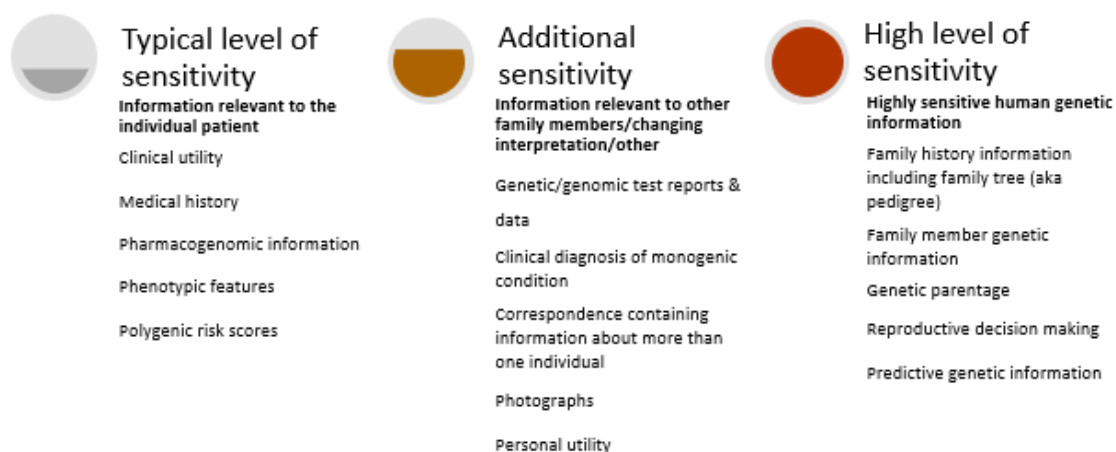 Typical level of
sensitivity
Information relevant to the
individual patient
Clinical utility
Medical history
Pharmacogenomic information
Phenotypic features
Polygenic risk scores
Additional
sensitivity
Information relevant to other
family members/changing
interpretation/other
Genetic/genomic test reports &
data
Clinical diagnosis of monogenic
condition
Correspondence containing
information about more than
one individual
Photographs
Personal utility
High level of
sensitivity
Highly sensitive human genetic
information
Family history information
including family tree (aka
pedigree)
Family member genetic
information
Genetic parentage
Reproductive decision making
Predictive genetic information